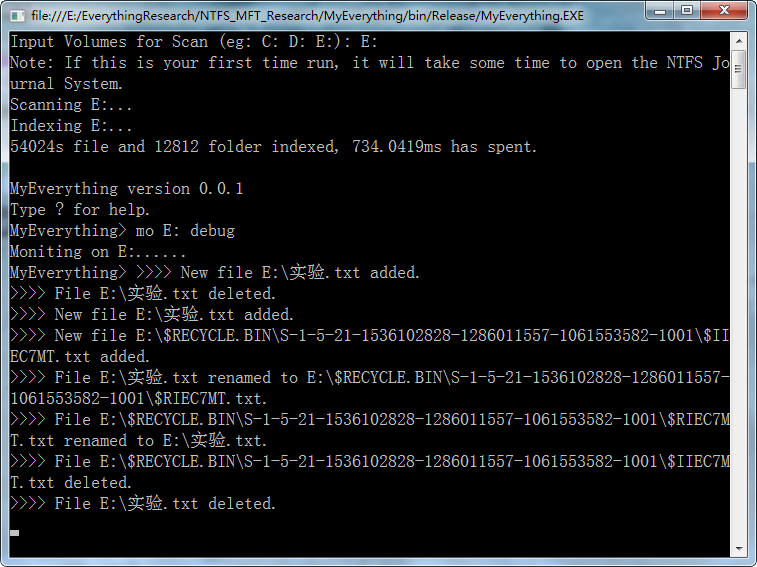 file:///E:/EverythingResearch/NTFS_MFT_Research/MyEverything/bin/Release/MyEverything.EXE
Input Volumes for Scan (eg: C: D: E:): E:
Note: If this is your first time run, it will take some time to open the NTFS Jo
urnal System.
Scanning E:...
Indexing E:...
54024s file and 12812 folder indexed, 734.0419ms has spent.
MyEverything version 0.0.1
Type ? for help.
MyEverything> mo E: debug
Moniting on E:......
MyEverything> >>>> New file E:\实验.txt added.
>>>> File E:\实验.txt deleted.
>>>> New file E:\实验.txt added.
>>>> New file E:\$RECYCLE.BIN\S-1-5-21-1536102828-1286011557-1061553582-1001\$II
EC7MT.txt added.
>>>> File E:\实验.txt renamed to E:\$RECYCLE.BIN\S-1-5-21-1536102828-1286011557-
1061553582-1001\$RIEC7MT.txt.
>>>> File E:\$RECYCLE.BIN\S-1-5-21-1536102828-1286011557-1061553582-1001\$RIEC7M
T.txt renamed to E:\实验.txt.
>>>> File E:\$RECYCLE.BIN\S-1-5-21-1536102828-1286011557-1061553582-1001\$IIEC7M
T.txt deleted.
>>>> File E:\实验.txt deleted.